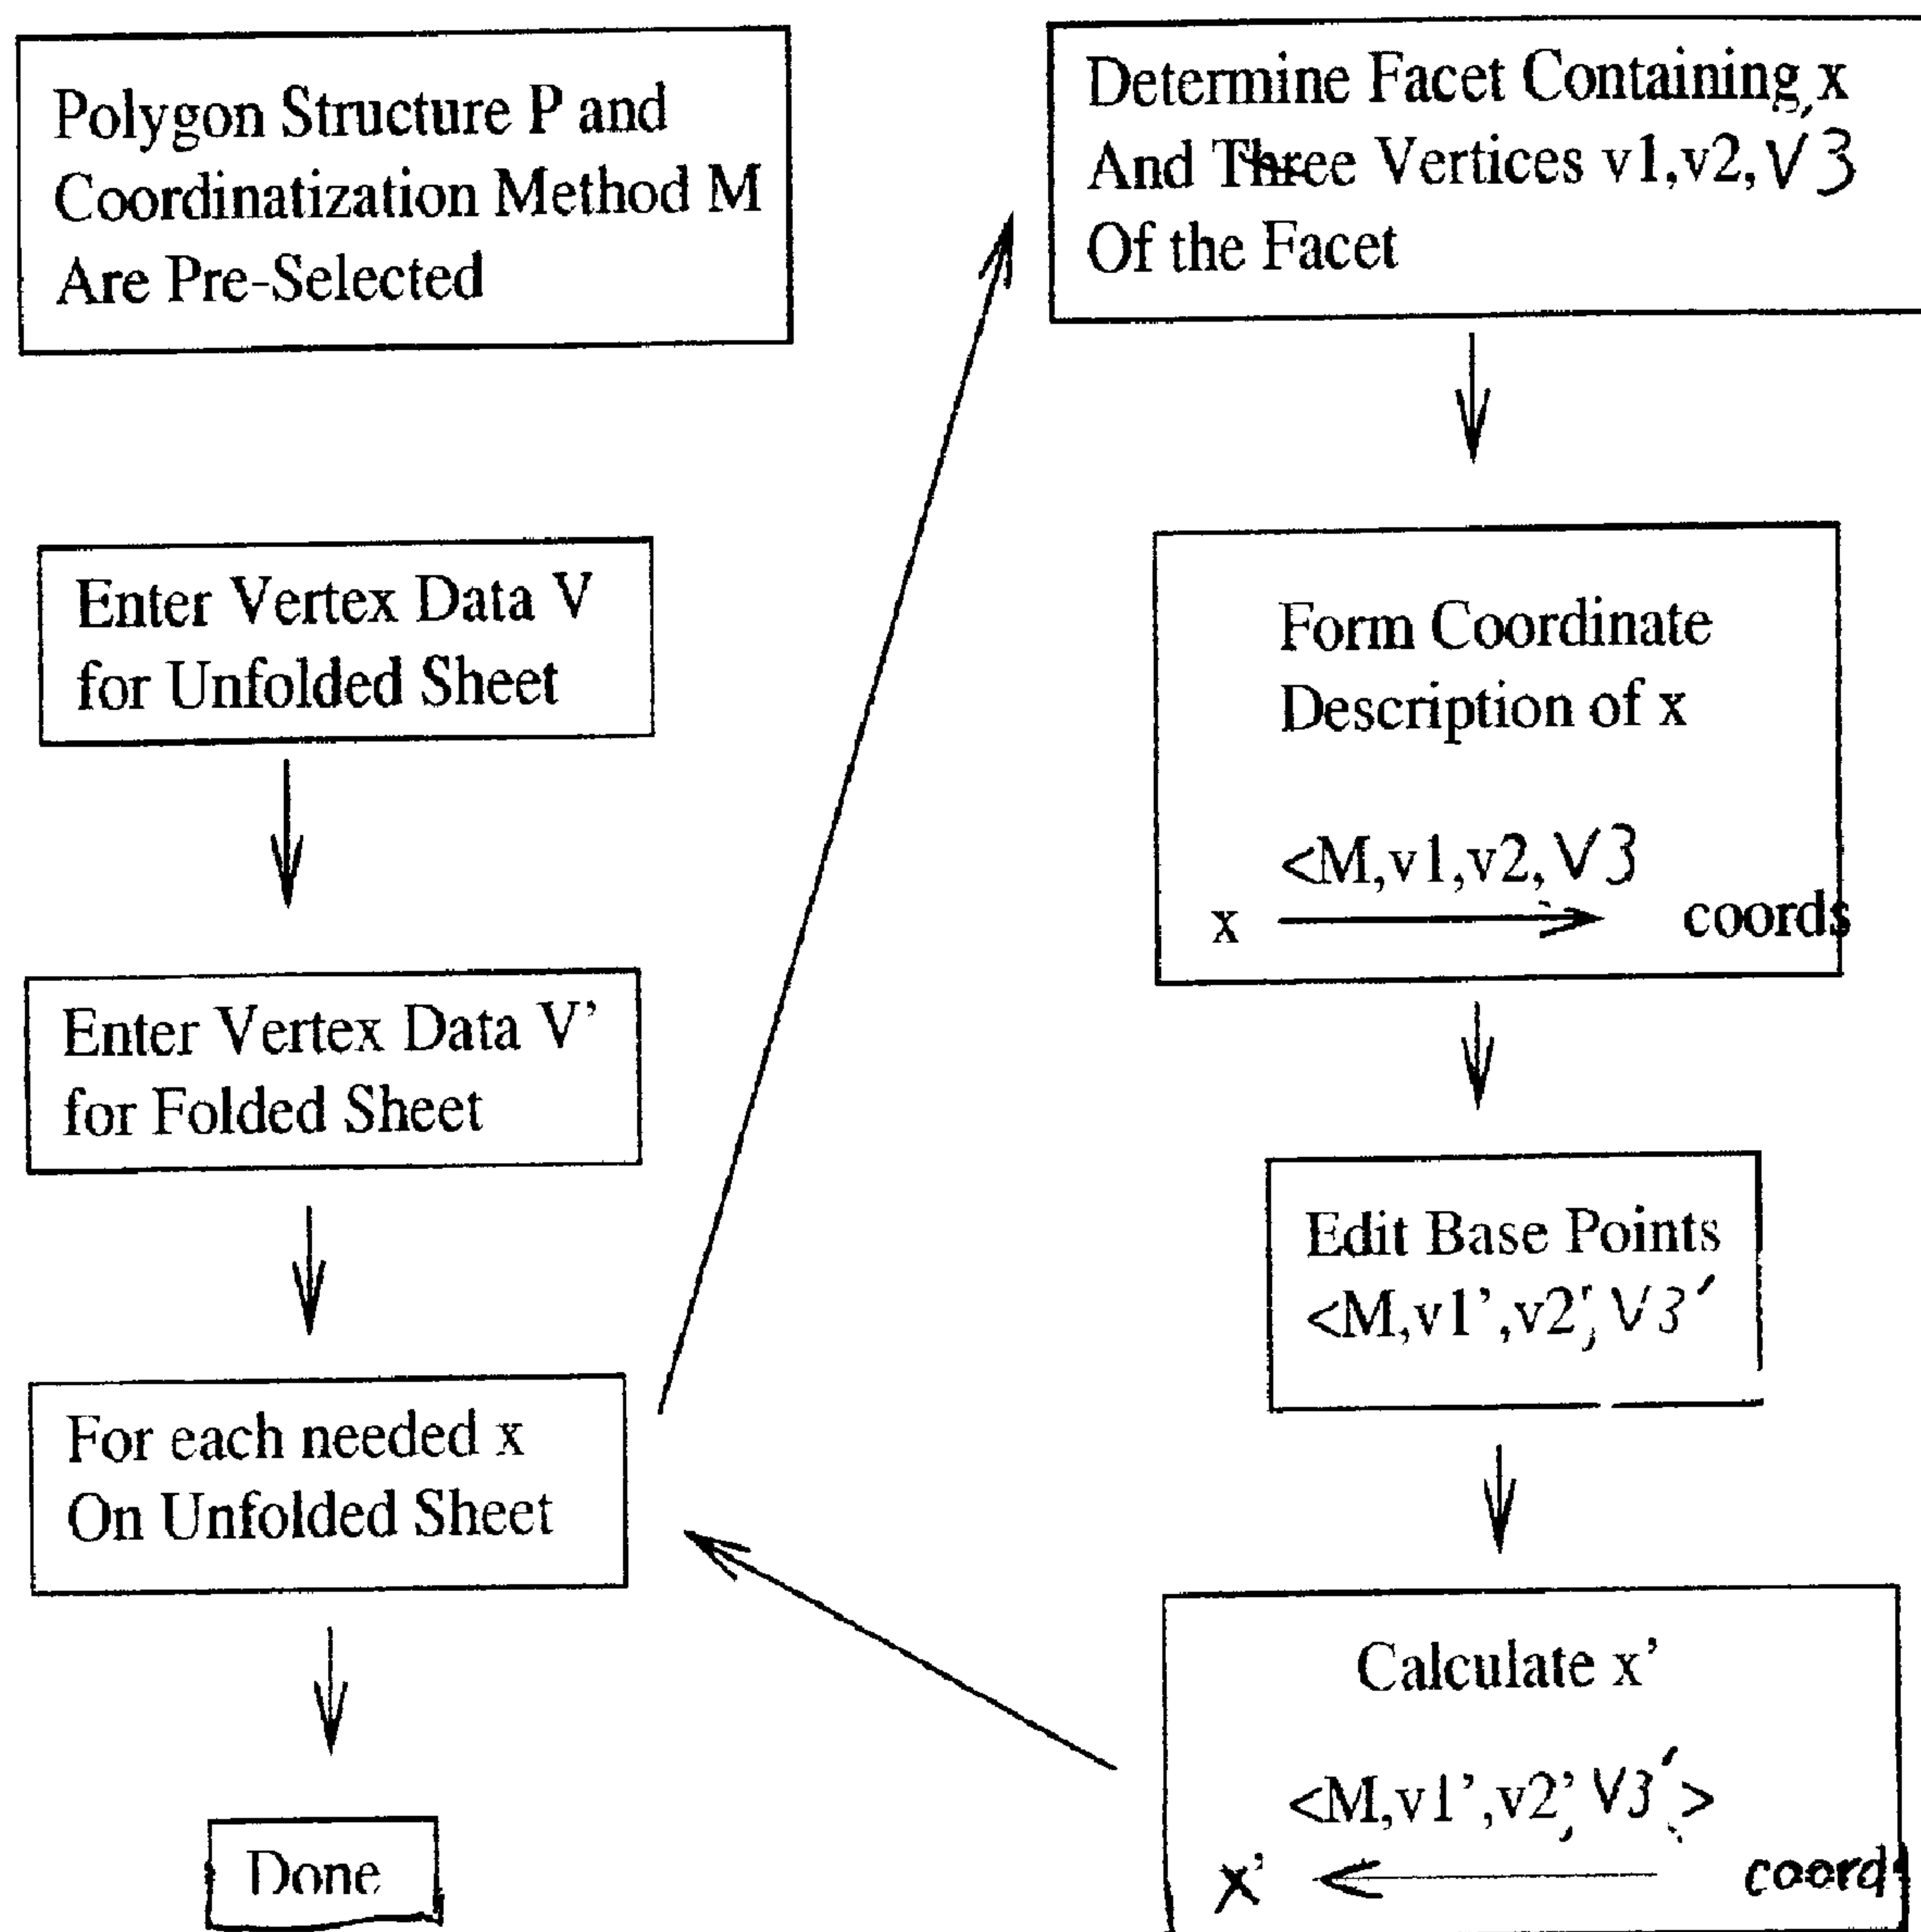 Polygon Structure P and
Coordinatization Method M
Are Pre-Selected
Enter Vertex Data V
for Unfolded Sheet
Enter Vertex Data V’
for Folded Sheet
For each needed x
On Unfolded Sheet
Done
Determine Facet Containing x
And Three Vertices v1,v2,V3
Of the Facet
Form Coordinate
Description of x
<M,v1,v2,V3
x coords
Edit Base Points
<M,v1’,v2’,V3’
Calculate x’
<M,v1’,v2’,V3’>
x’ coord